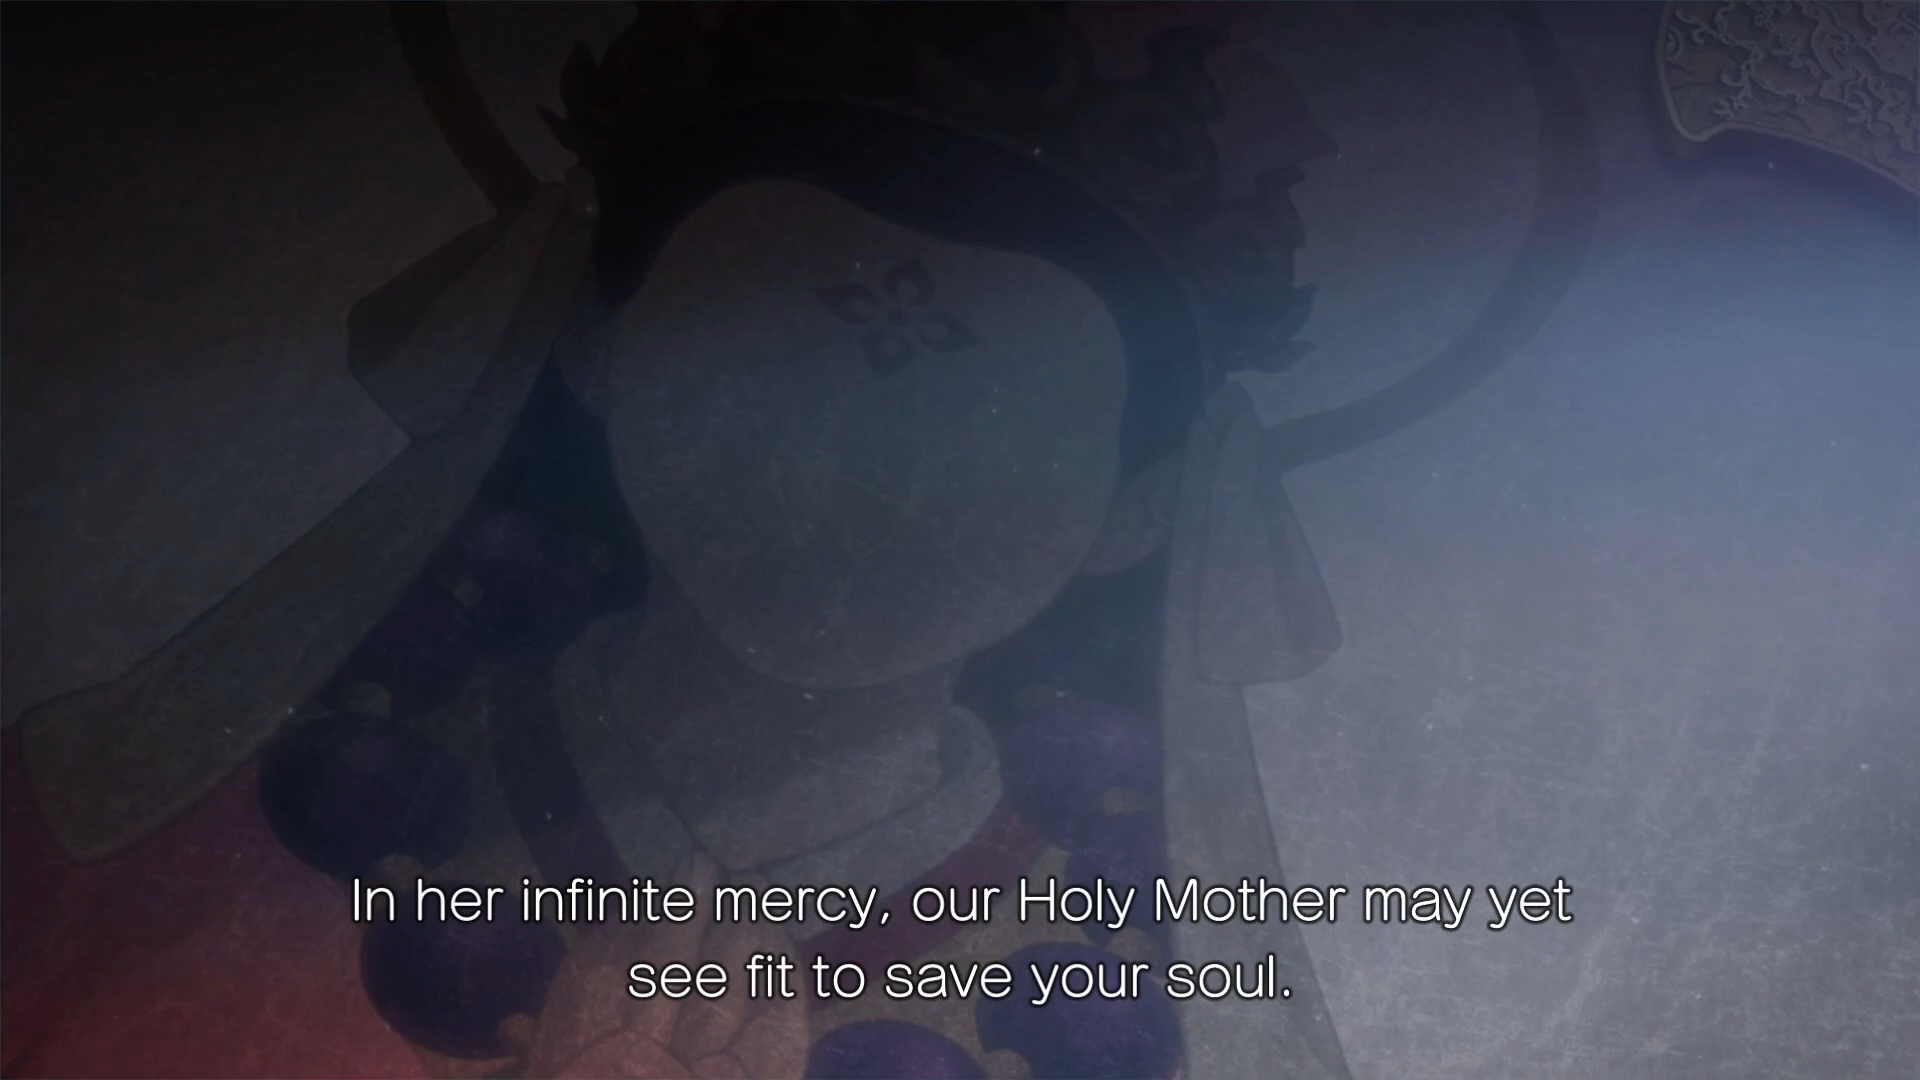 In her infinite mercy, our Holy Mother may yet
see fit to save your soul.